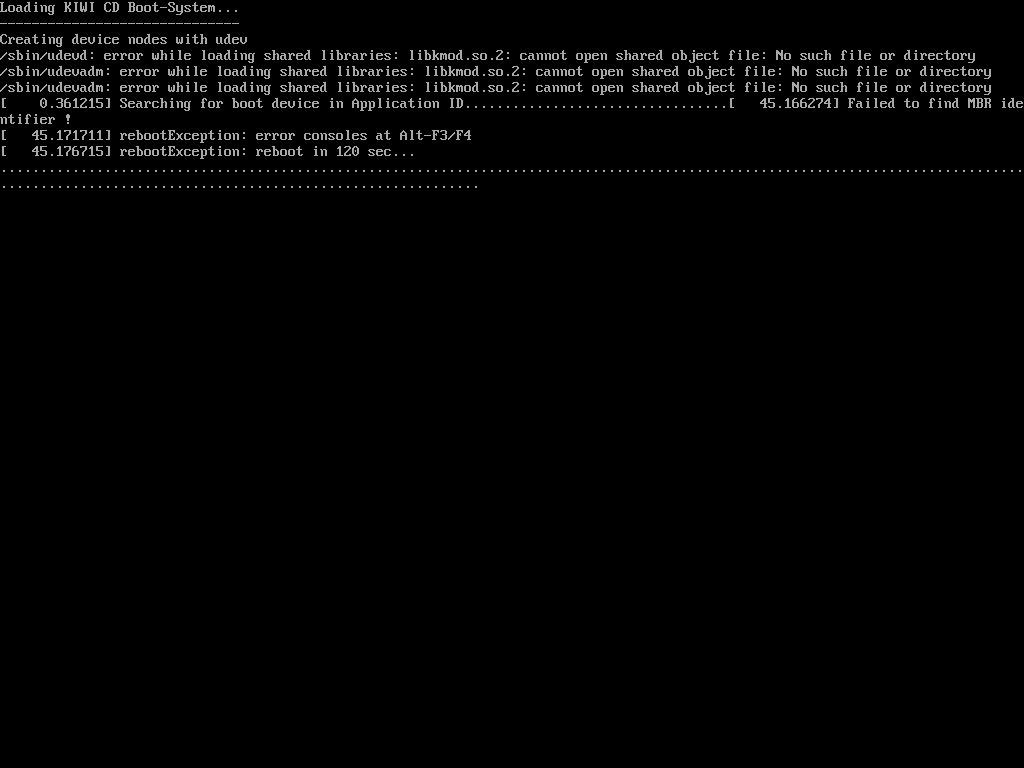 Loading KIWI CD Boot-System...
------------------------------
Creating device nodes with udev
/sbin/udevd: error while loading shared libraries: libkmod.so.2: cannot open shared object file: No such file or directory
/sbin/udevadm: error while loading shared libraries: libkmod.so.2: cannot open shared object file: No such file or directory
/sbin/udevadm: error while loading shared libraries: libkmod.so.2: cannot open shared object file: No such file or directory
[    0.361215] Searching for boot device in Application ID.................................[   45.166274] Failed to find MBR ide
ntifier !
[   45.171711] rebootException: error consoles at Alt-F3/F4
[   45.176715] rebootException: reboot in 120 sec...
................................................................................................................................
............................................................